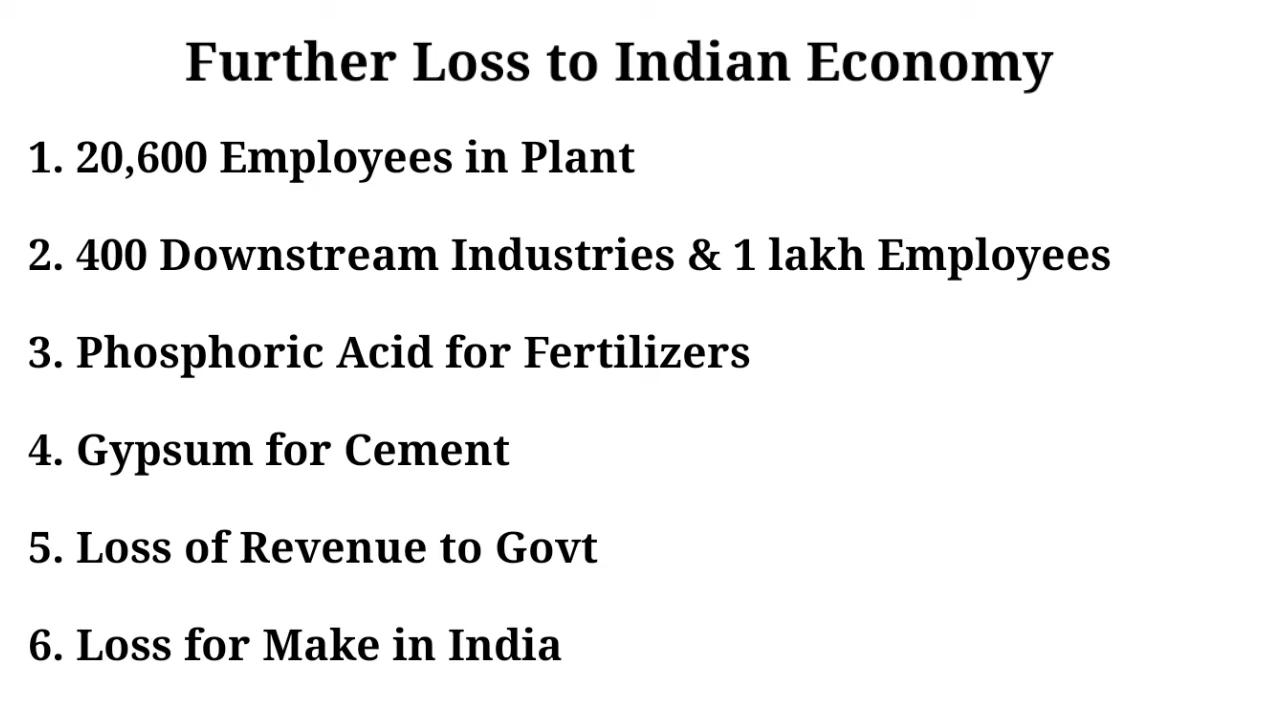 Further Loss to Indian Economy
1. 20,600 Employees in Plant
2. 400 Downstream Industries & 1 lakh Employees
3. Phosphoric Acid for Fertilizers
4. Gypsum for Cement
5. Loss of Revenue to Govt
6. Loss for Make in India